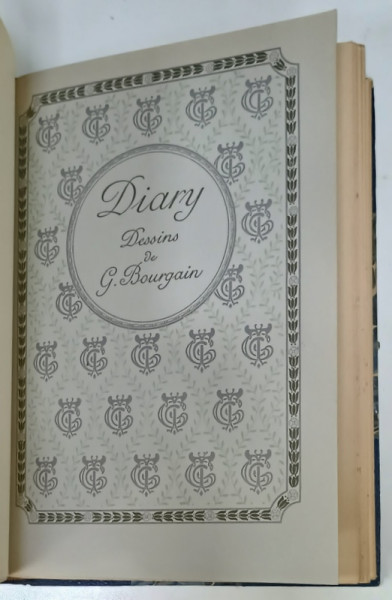 Diary
Dessins
de
G. Bourgain